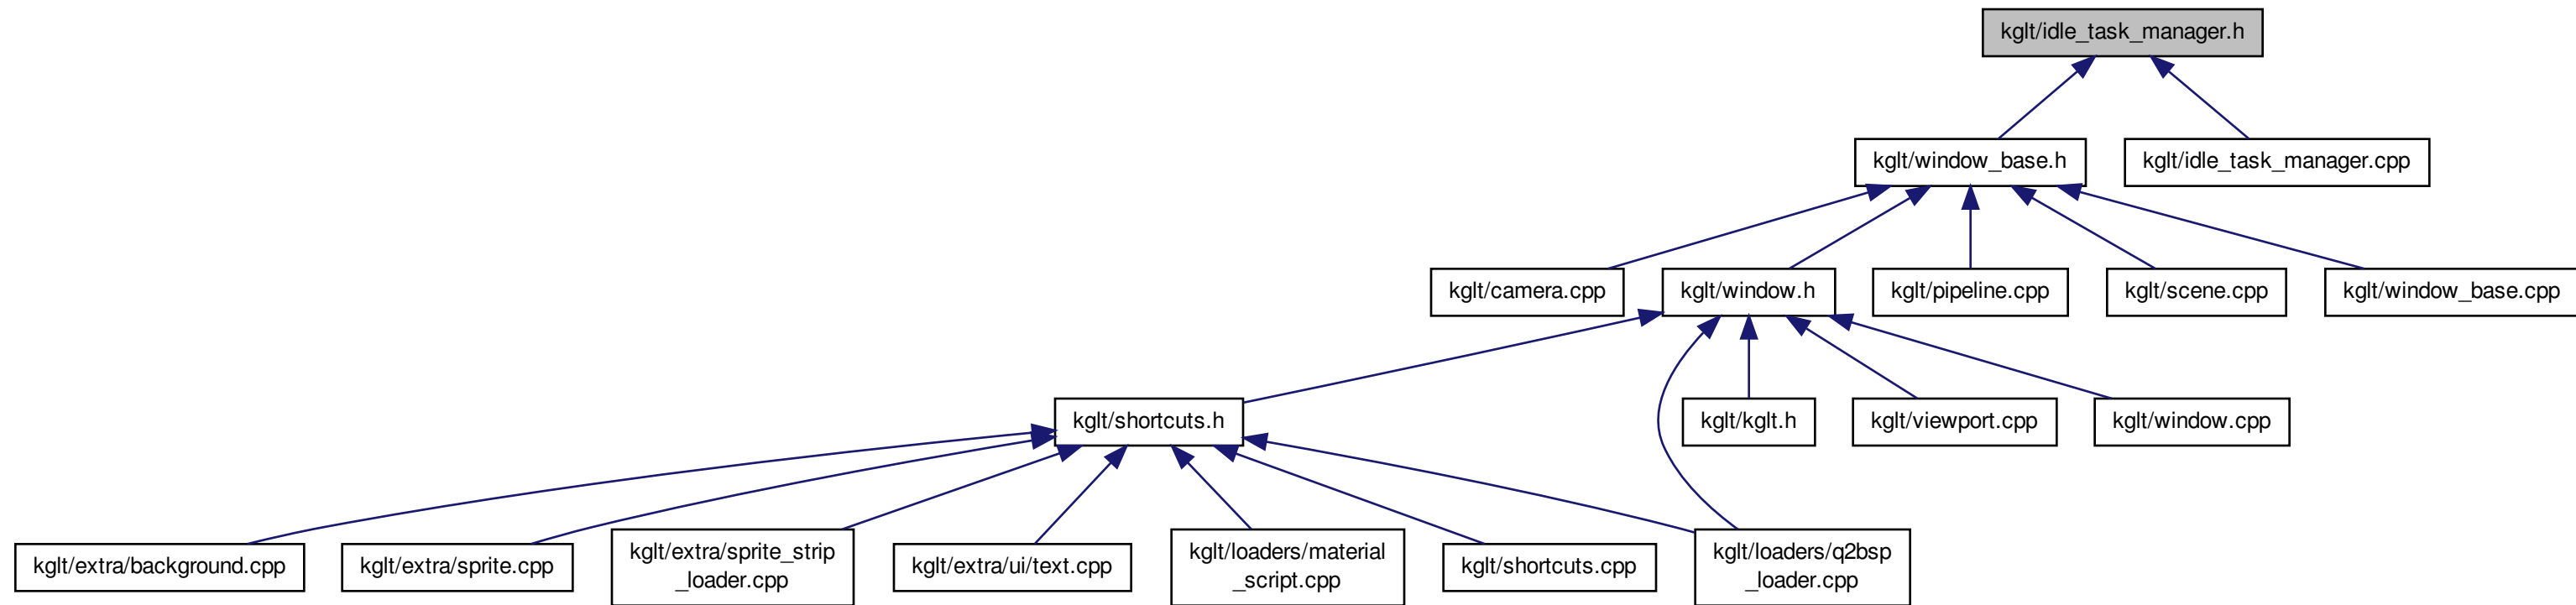 kglt/idle_task_manager.h
kglt/window_base.h
kglt/idle_task_manager.cpp
kglt/camera.cpp
kglt/window.h
kglt/pipeline.cpp
kglt/scene.cpp
kglt/window_base.cpp
kglt/shortcuts.h
kglt/kglt.h
kglt/viewport.cpp
kglt/window.cpp
kglt/extra/background.cpp
kglt/extra/sprite.cpp
kglt/extra/sprite_strip
_loader.cpp
kglt/extra/ui/text.cpp
kglt/loaders/material
_script.cpp
kglt/shortcuts.cpp
kglt/loaders/q2bsp
_loader.cpp